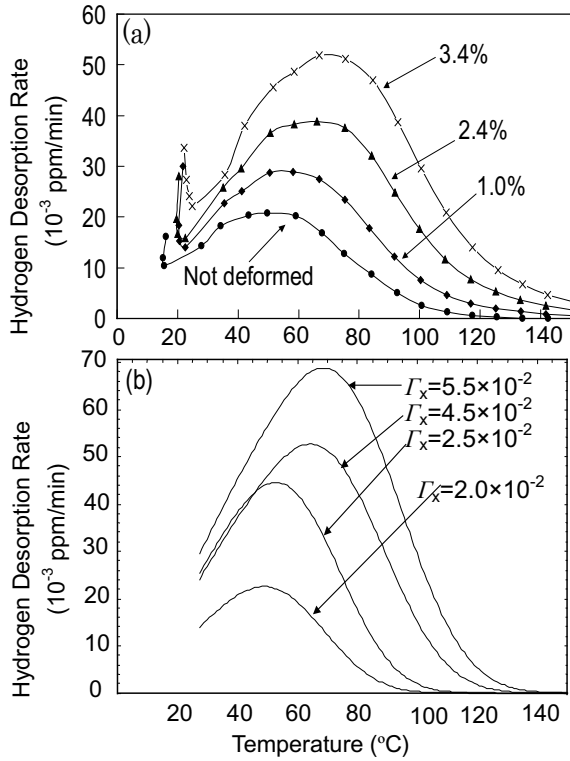 (a)
Hydrogen Desorption Rate
(10⁻³ ppm/min)
60
50
40
30
20
10
0
3.4%
2.4%
1.0%
Not deformed
0 20 40 60 80 100 120 140
(b)
Hydrogen Desorption Rate
(10⁻³ ppm/min)
70
60
50
40
30
20
10
0
Γx=5.5×10⁻²
Γx=4.5×10⁻²
Γx=2.5×10⁻²
Γx=2.0×10⁻²
20 40 60 80 100 120 140
Temperature (ºC)